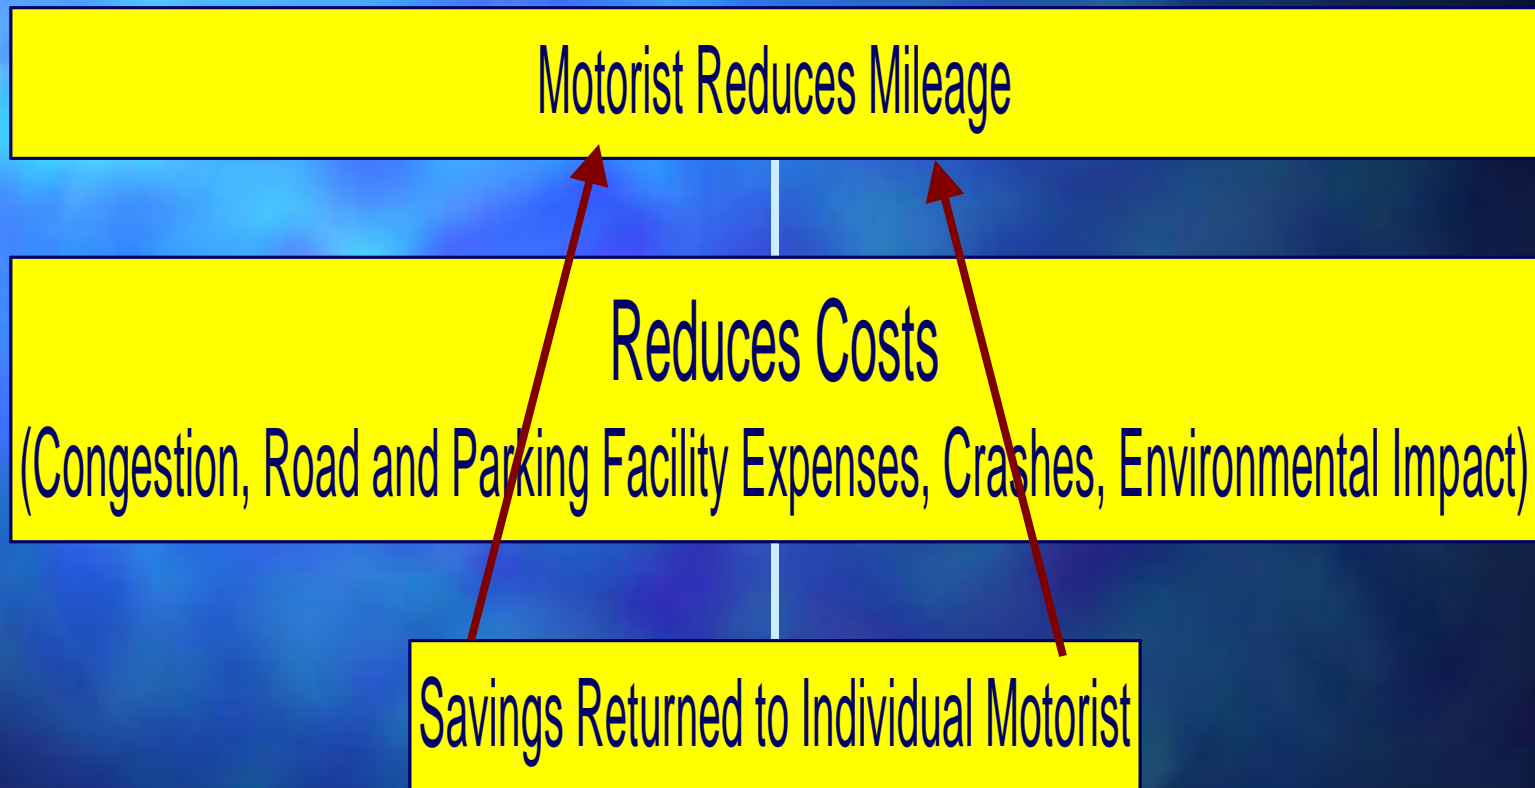 Motorist Reduces Mileage
Reduces Costs
(Congestion, Road and Parking Facility Expenses, Crashes, Environmental Impact)
Savings Returned to Individual Motorist